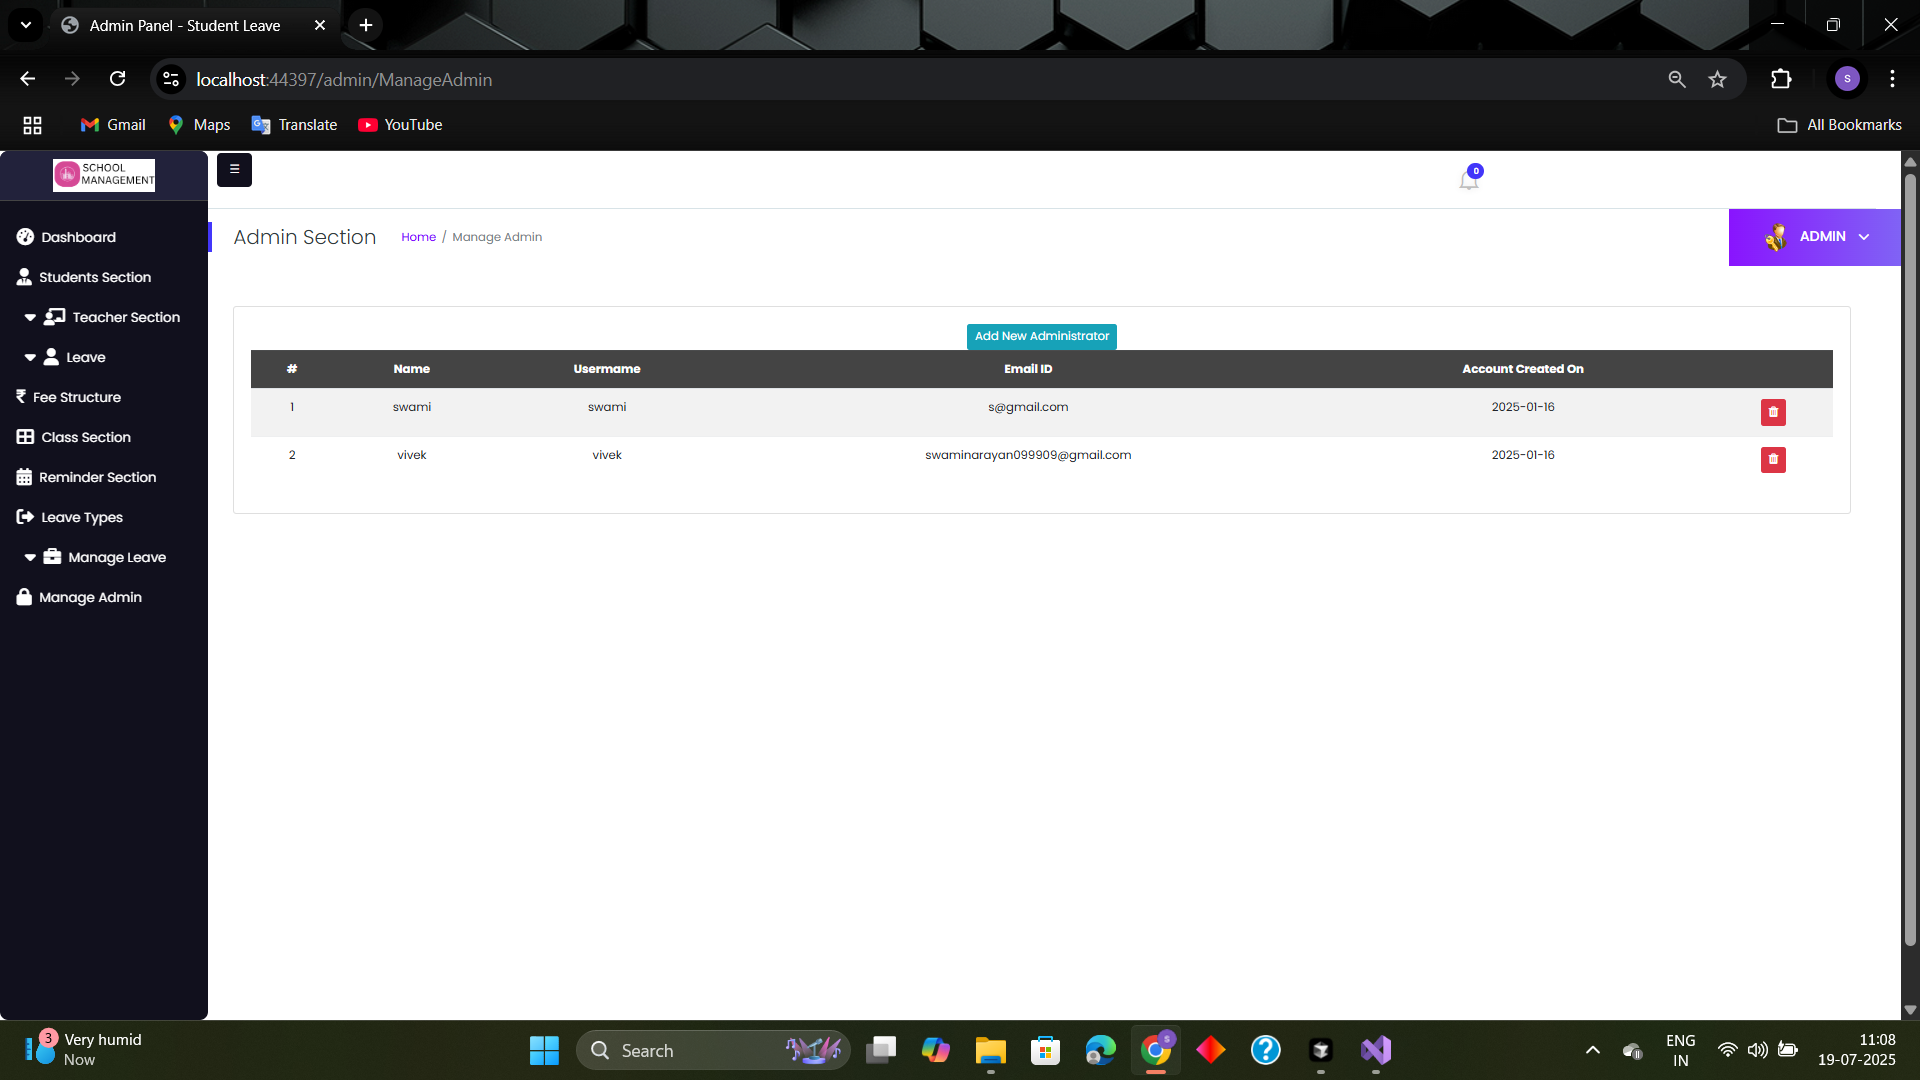 Admin Panel - Student Leave
localhost:44397/admin/ManageAdmin
S
Gmail
Maps
Translate
YouTube
All Bookmarks
SCHOOL
MANAGEMENT
0
Dashboard
Students Section
Teacher Section
Leave
Fee Structure
Class Section
Reminder Section
Leave Types
Manage Leave
Manage Admin
Admin Section
Home / Manage Admin
ADMIN
Add New Administrator
# Name Usermame Email ID Account Created On
1 swami swami s@gmail.com 2025-01-16
2 vivek vivek swaminarayan099909@gmail.com 2025-01-16
3
Very humid
Now
Search
S
ENG
IN
11:08
19-07-2025